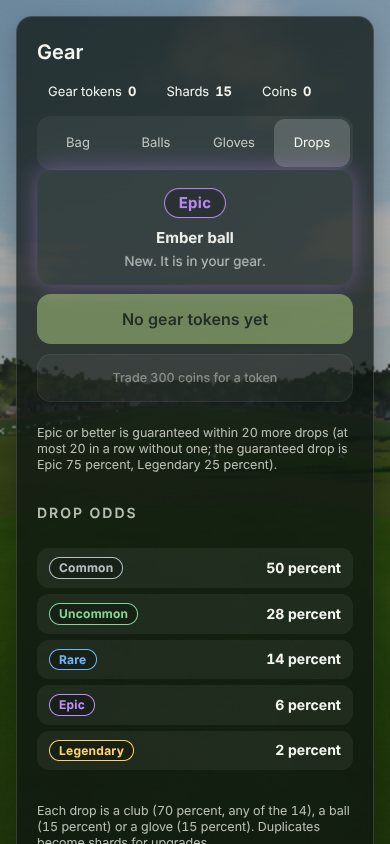 Gear
Gear tokens 0 Shards 15 Coins 0
Bag Balls Gloves Drops
Epic
Ember ball
New. It is in your gear.
No gear tokens yet
Trade 300 coins for a token
Epic or better is guaranteed within 20 more drops (at
most 20 in a row without one; the guaranteed drop is
Epic 75 percent, Legendary 25 percent).
DROP ODDS
Common 50 percent
Uncommon 28 percent
Rare 14 percent
Epic 6 percent
Legendary 2 percent
Each drop is a club (70 percent, any of the 14), a ball
(15 percent) or a glove (15 percent). Duplicates
become shards for upgrades.